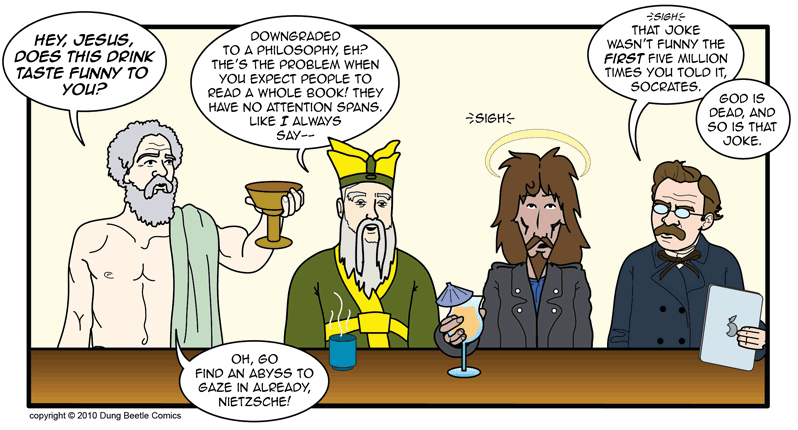 HEY, JESUS,
DOES THIS DRINK
TASTE FUNNY TO
YOU?
DOWNGRADED
TO A PHILOSOPHY, EH?
THE'S THE PROBLEM WHEN
YOU EXPECT PEOPLE TO
READ A WHOLE BOOK! THEY
HAVE NO ATTENTION SPANS.
LIKE I ALWAYS
SAY--
SIGH
SIGH
THAT JOKE
WASN'T FUNNY THE
FIRST FIVE MILLION
TIMES YOU TOLD IT,
SOCRATES.
GOD IS
DEAD, AND
SO IS THAT
JOKE.
OH, GO
FIND AN ABYSS TO
GAZE IN ALREADY,
NIETZSCHE!
copyright © 2010 Dung Beetle Comics